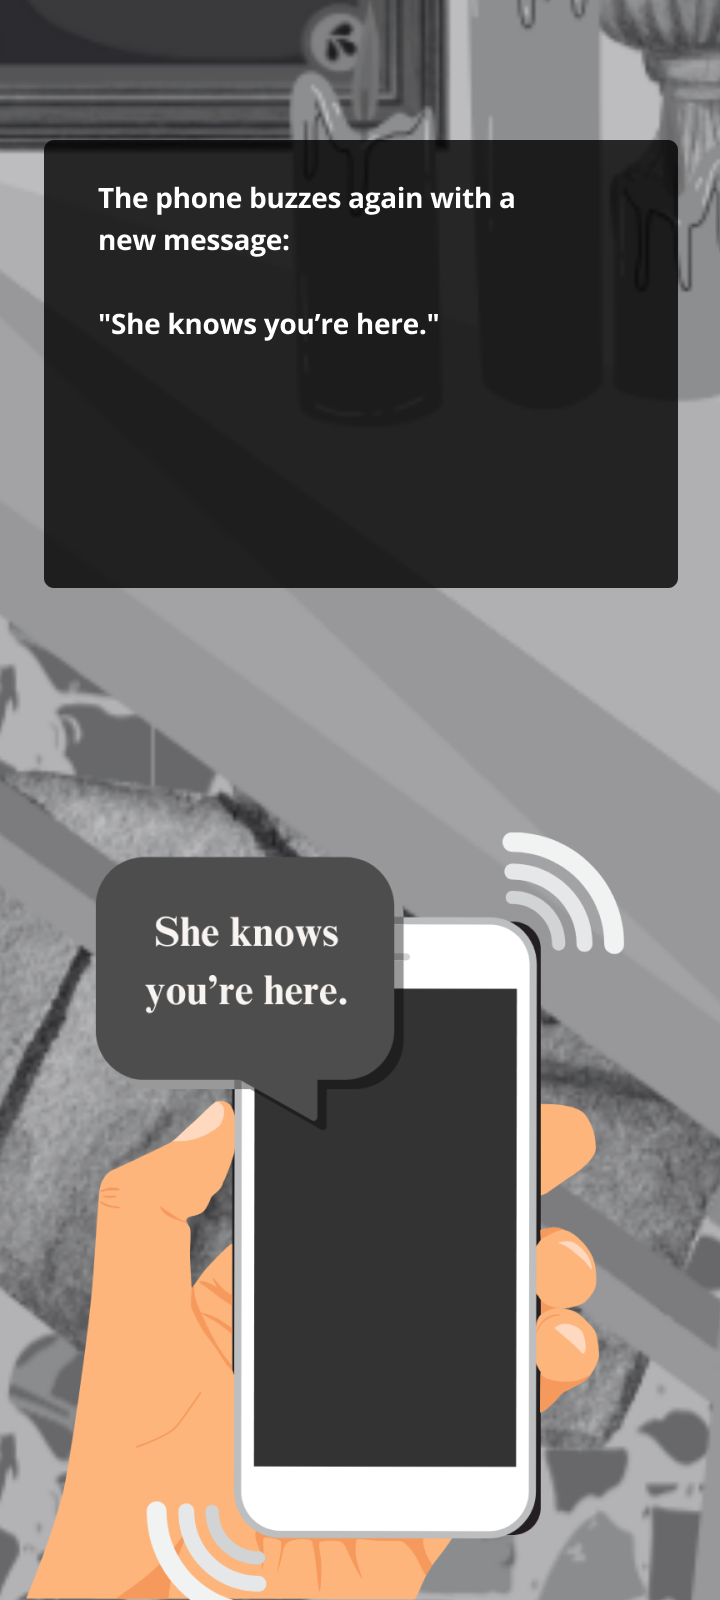 The phone buzzes again with a
new message:
"She knows you’re here."
She knows
you’re here.